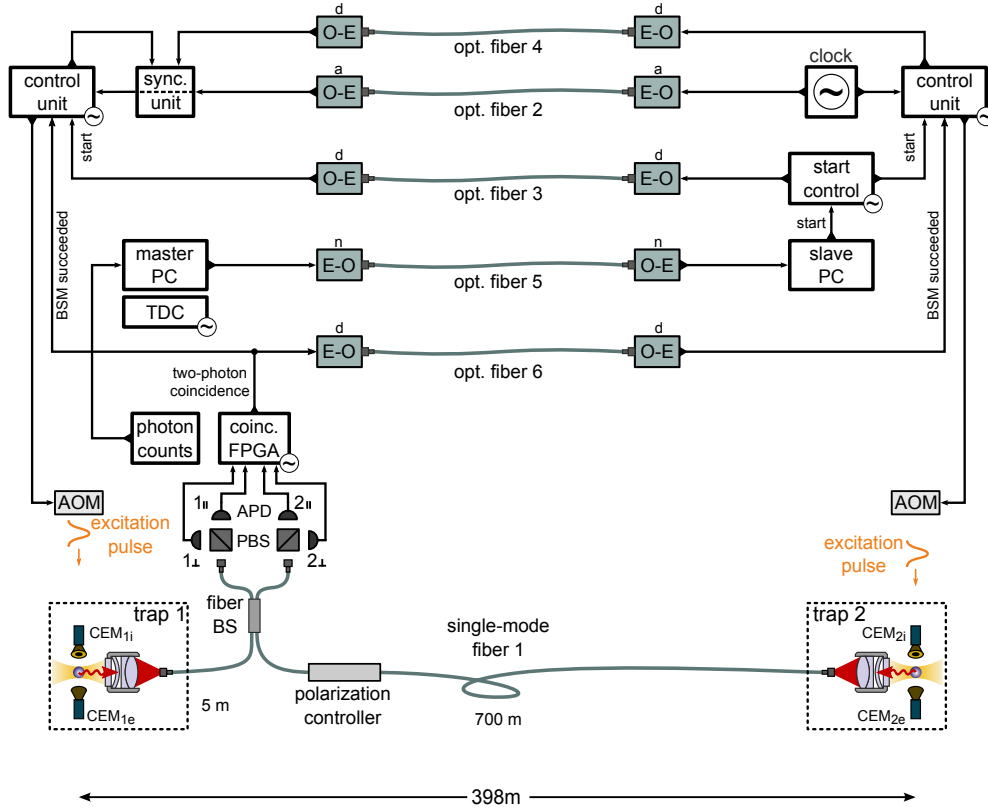 d
d
O-E
E-O
opt. fiber 4
clock
control
unit
sync.
unit
a
a
O-E
E-O
opt. fiber 2
~
control
unit
~
~
start
start
d
d
O-E
E-O
opt. fiber 3
start
control
~
start
BSM succeeded
BSM succeeded
master
PC
n
n
E-O
O-E
opt. fiber 5
slave
PC
TDC
~
d
d
E-O
O-E
opt. fiber 6
two-photon
coincidence
photon
counts
coinc.
FPGA
~
AOM
AOM
1||
APD
2||
excitation
pulse
PBS
1⊥
2⊥
excitation
pulse
fiber
BS
trap 1
trap 2
CEM1i
CEM2i
single-mode
fiber 1
CEM1e
CEM2e
5 m
polarization
controller
700 m
398m